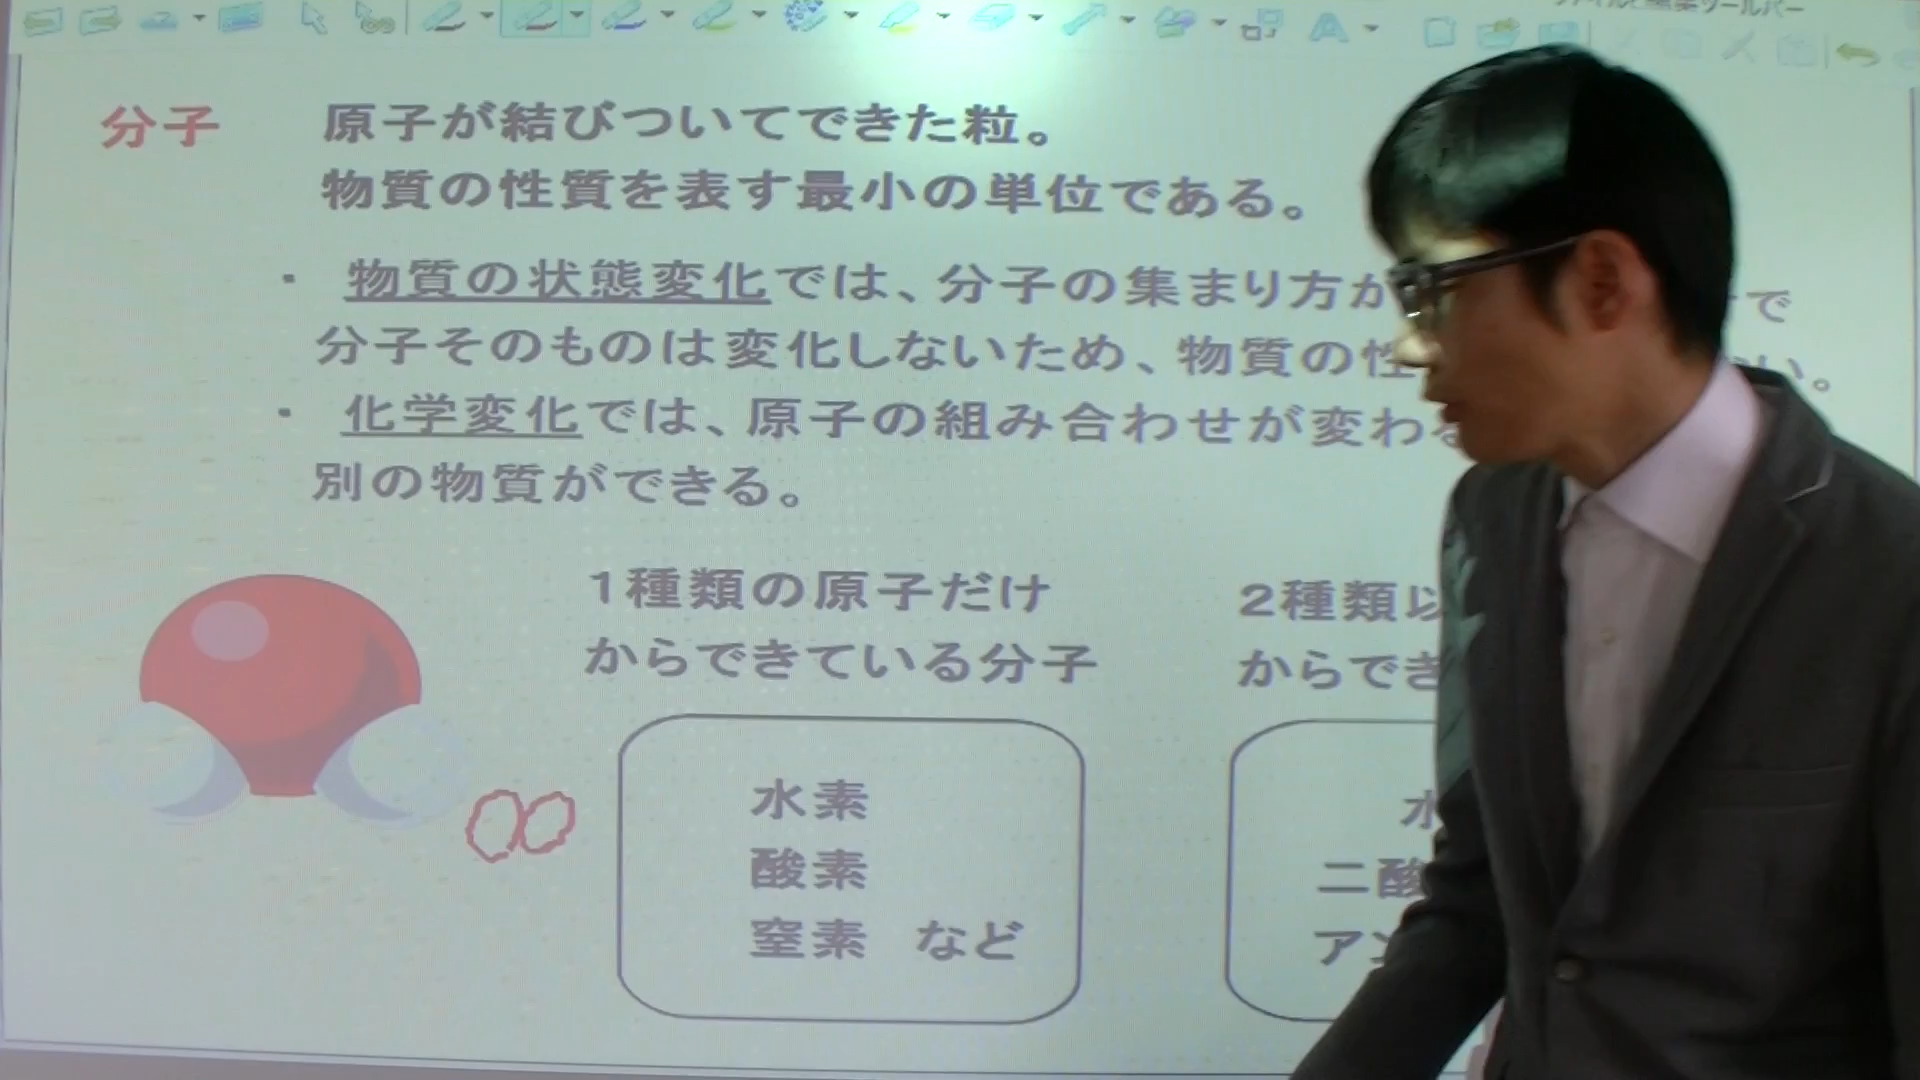 分子　原子が結びついてできた粒。
物質の性質を表す最小の単位である。
・ 物質の状態変化では、分子の集まり方が
で
分子そのものは変化しないため、物質の性
い。
・ 化学変化では、原子の組み合わせが変わる
別の物質ができる。
1種類の原子だけ
からできている分子
水素
酸素
窒素　など
2種類以
からでき
水
二酸
アン